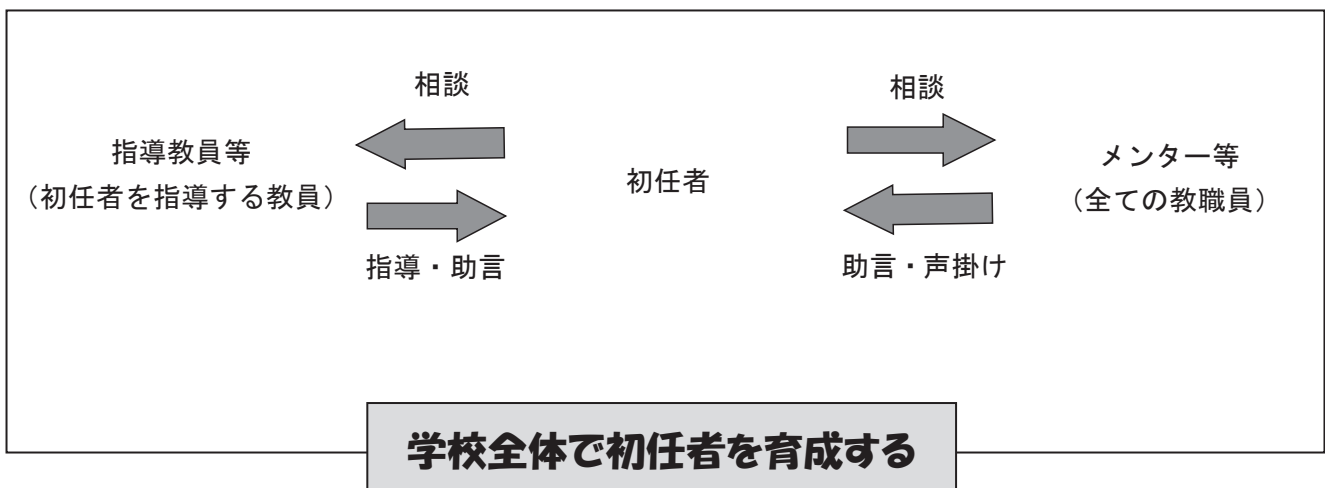 相談
相談
指導教員等
(初任者を指導する教員)
初任者
メンター等
(全ての教職員)
指導・助言
助言・声掛け
学校全体で初任者を育成する